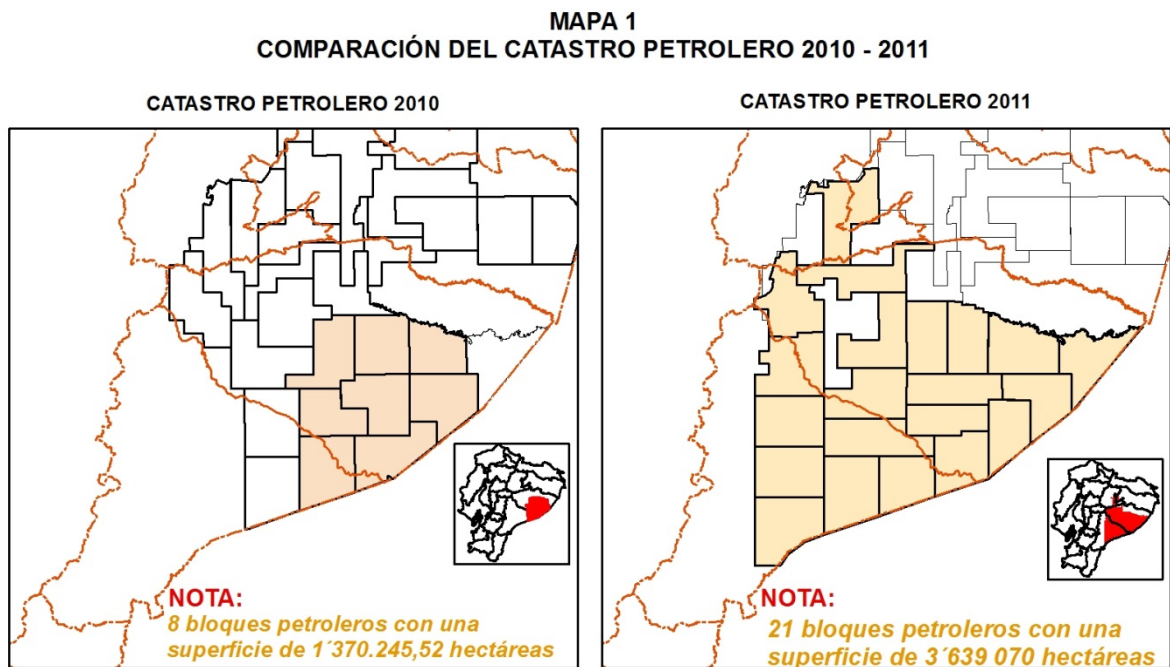 MAPA 1
COMPARACIÓN DEL CATASTRO PETROLERO 2010 - 2011
CATASTRO PETROLERO 2010
CATASTRO PETROLERO 2011
NOTA:
8 bloques petroleros con una
superficie de 1´370.245,52 hectáreas
NOTA:
21 bloques petroleros con una
superficie de 3´639 070 hectáreas